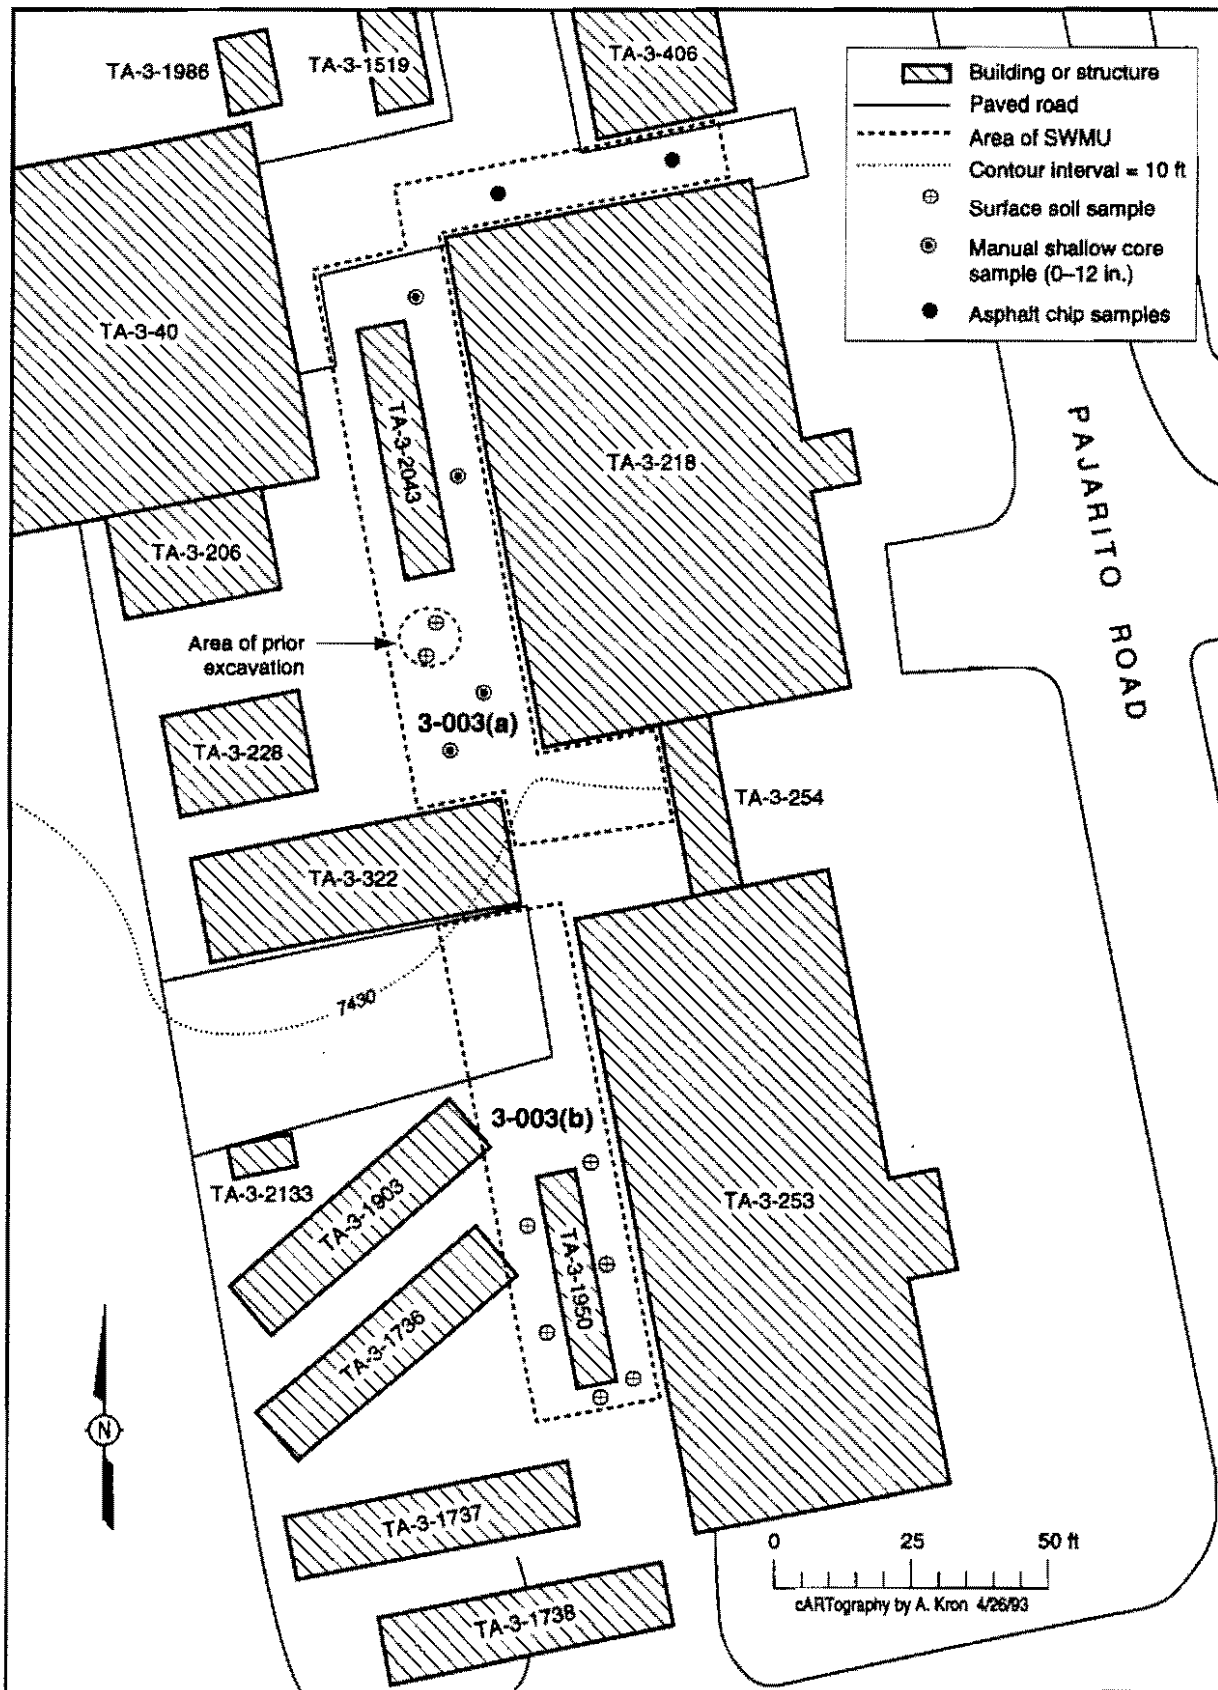 TA-3-1986
TA-3-1519
TA-3-406
Building or structure
Paved road
Area of SWMU
Contour interval = 10 ft
Surface soil sample
Manual shallow core
sample (0–12 in.)
Asphalt chip samples
TA-3-40
TA-3-2043
TA-3-218
PAJARITO ROAD
TA-3-206
Area of prior
excavation
3-003(a)
TA-3-228
TA-3-254
TA-3-322
7430
3-003(b)
TA-3-2133
TA-3-1903
TA-3-253
TA-3-1950
TA-3-1736
N
TA-3-1737
TA-3-1738
0 25 50 ft
cARTography by A. Kron 4/26/93